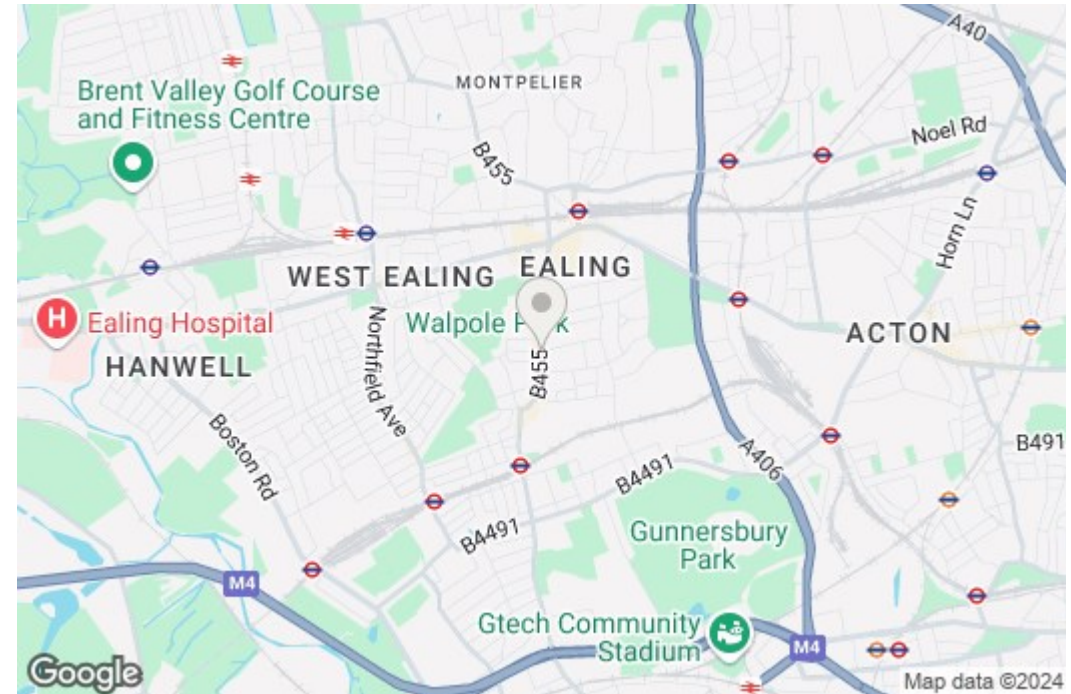 A40
MONTPELIER
Brent Valley Golf Course
and Fitness Centre
Noel Rd
B455
Horn Ln
WEST EALING
EALING
H
Ealing Hospital
Walpole Park
ACTON
HANWELL
Northfield Ave
B455
Boston Rd
A406
B491
B4491
B4491
Gunnersbury
Park
M4
Gtech Community
Stadium
M4
Google
Map data ©2024